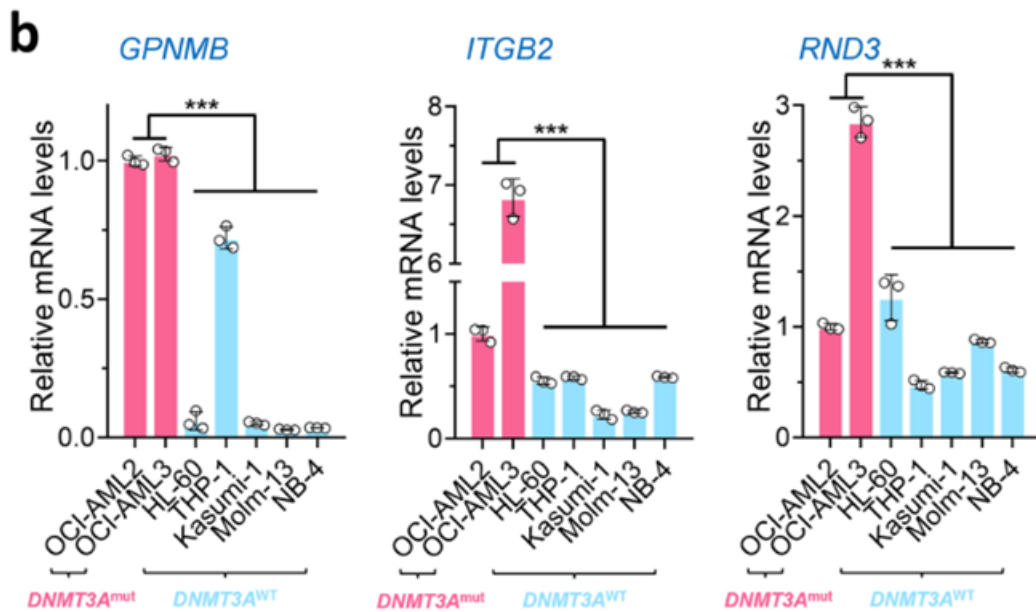 b
GPNMB
ITGB2
RND3
***
***
***
Relative mRNA levels
1.0
0.5
0.0
Relative mRNA levels
8
7
6
1
0
Relative mRNA levels
3
2
1
0
OCI-AML2
OCI-AML3
HL-60
THP-1
Kasumi-1
Molm-13
NB-4
OCI-AML2
OCI-AML3
HL-60
THP-1
Kasumi-1
Molm-13
NB-4
OCI-AML2
OCI-AML3
HL-60
THP-1
Kasumi-1
Molm-13
NB-4
DNMT3Amut
DNMT3AWT
DNMT3Amut
DNMT3AWT
DNMT3Amut
DNMT3AWT